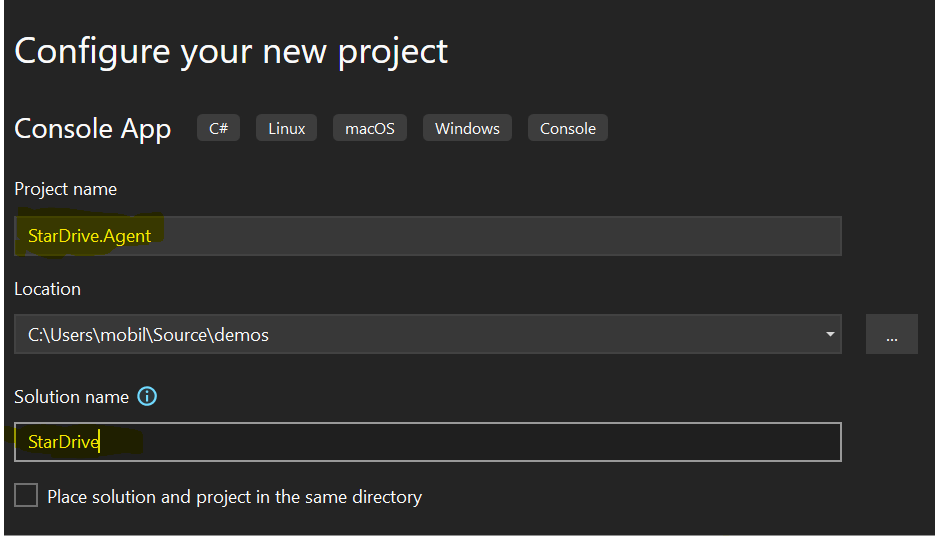 Configure your new project
Console App C# Linux macOS Windows Console
Project name
StarDrive.Agent
Location
C:\Users\mobil\Source\demos
...
Solution name
StarDrive
Place solution and project in the same directory